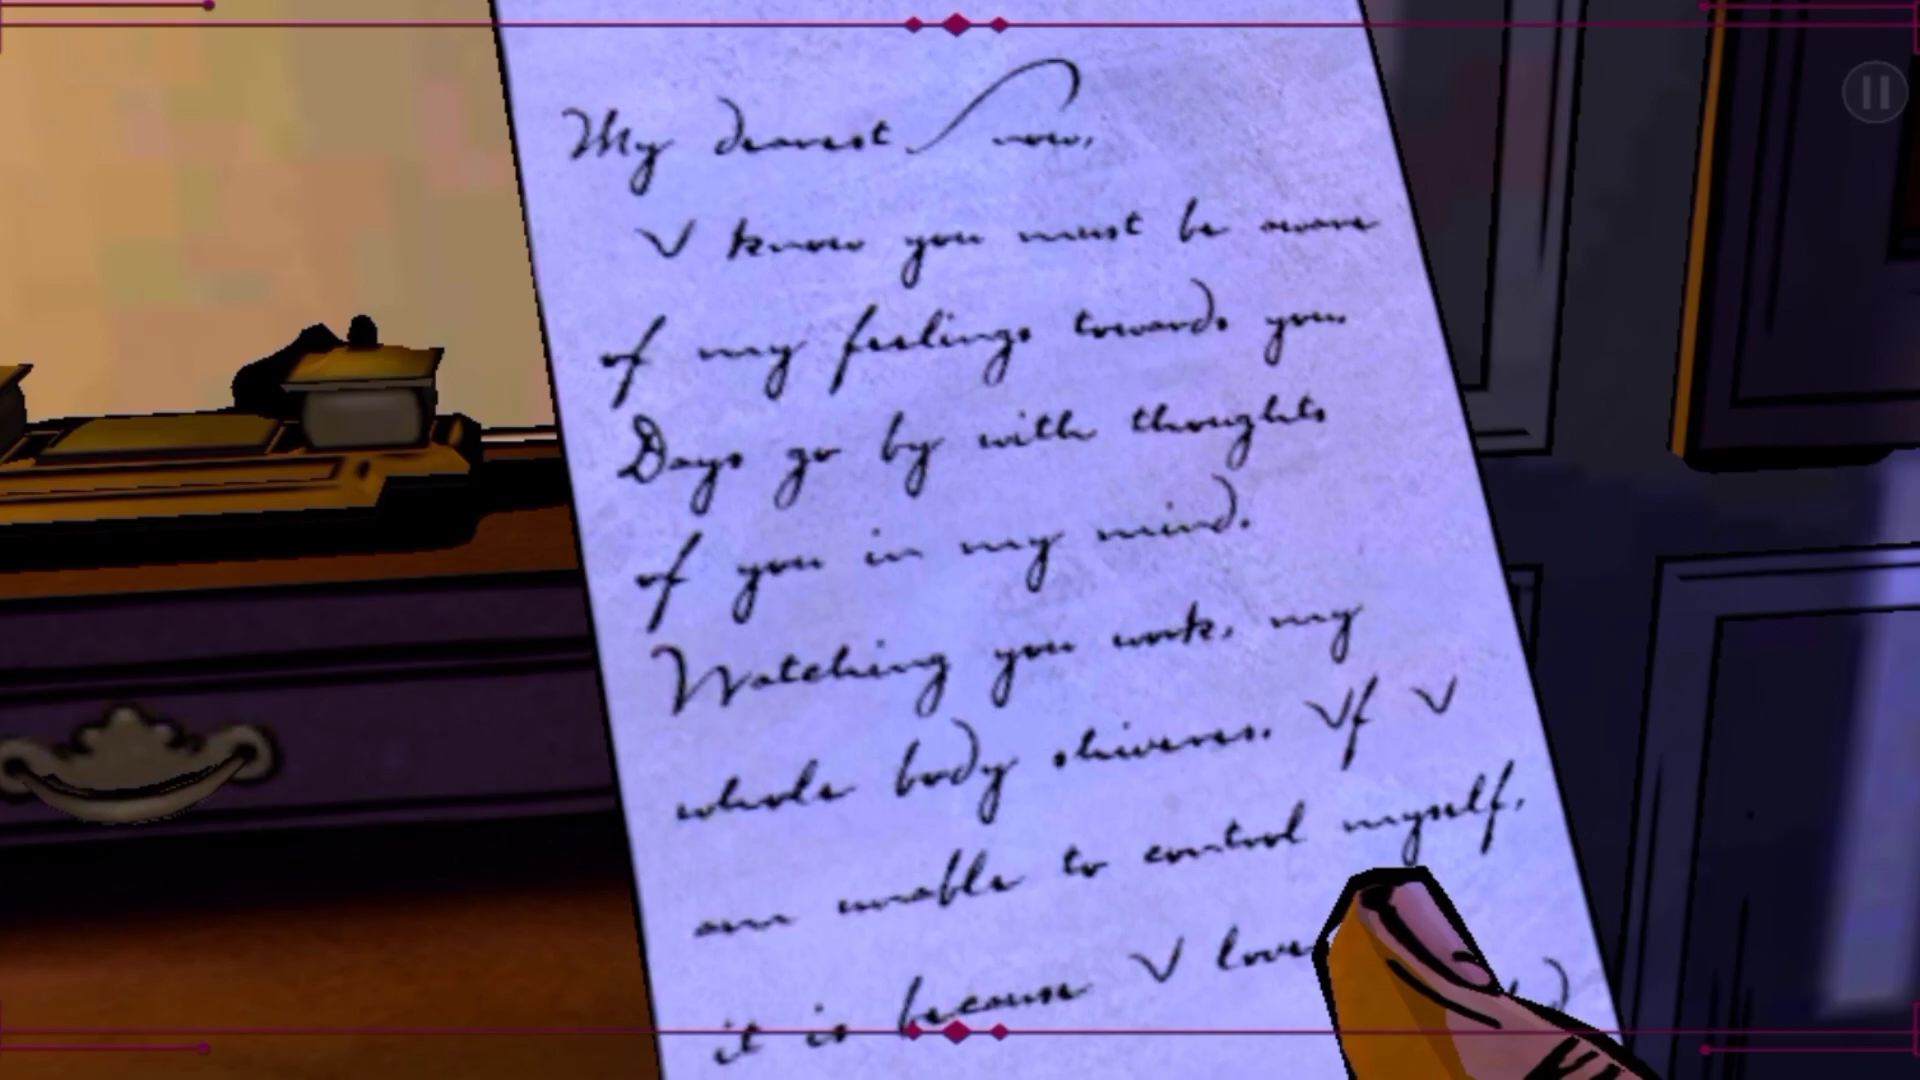 My dearest Snow,
I know you must be aware
of my feelings towards you.
Days go by with thoughts
of you in my mind.
Watching you work, my
whole body shivers. If I
am unable to control myself,
it is because I love